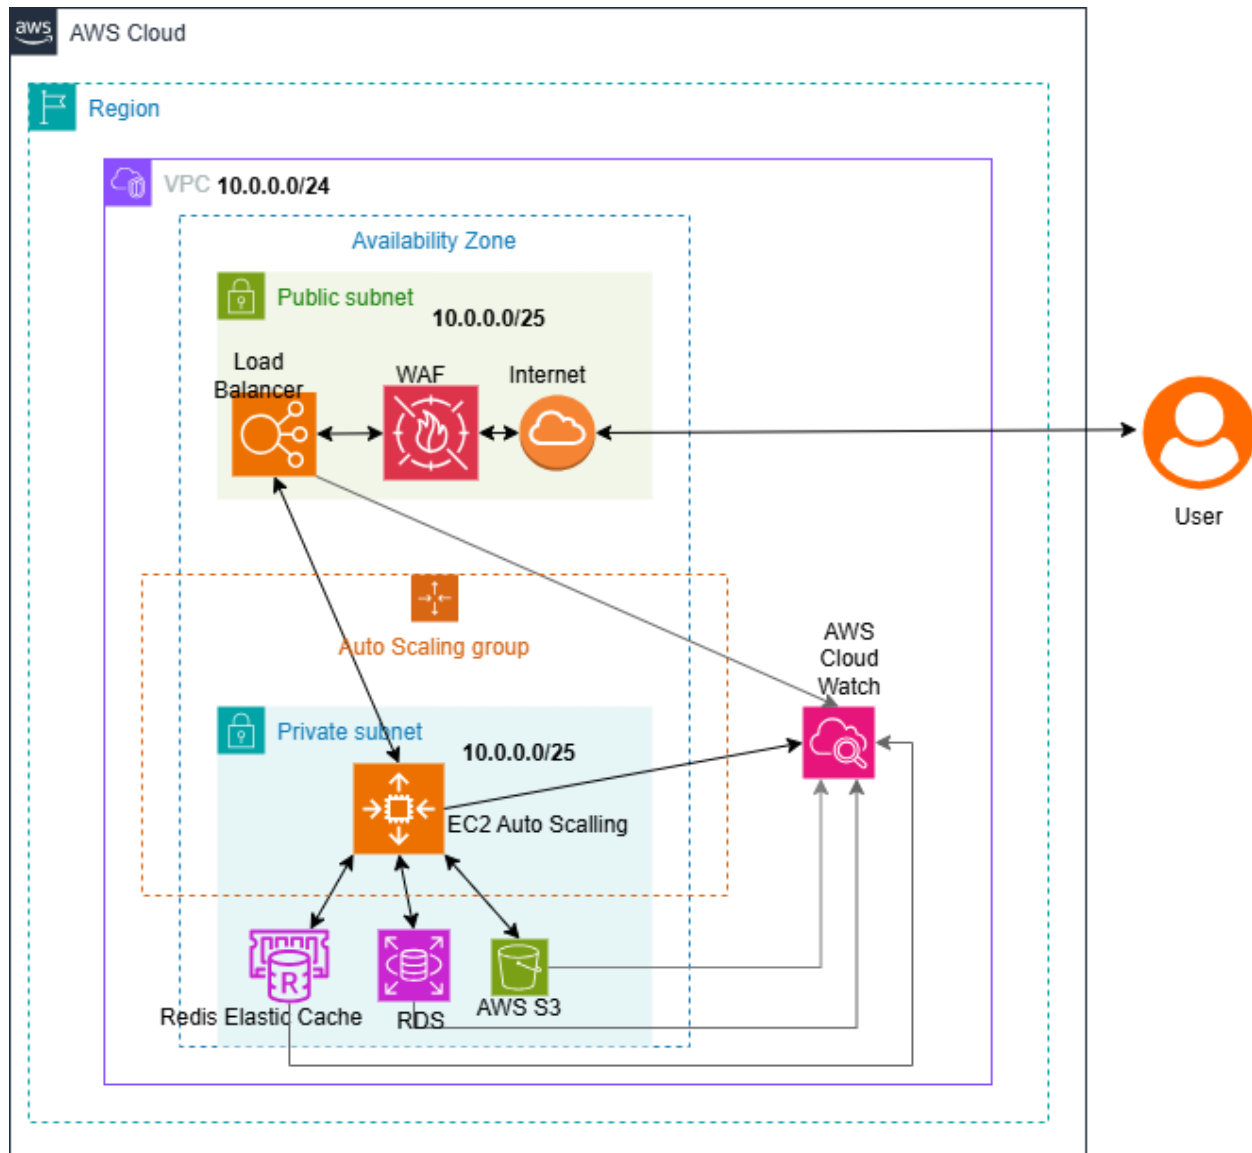 aws
AWS Cloud
Region
VPC 10.0.0.0/24
Availability Zone
Public subnet
10.0.0.0/25
Load
Balancer
WAF
Internet
User
Auto Scaling group
AWS
Cloud
Watch
Private subnet
10.0.0.0/25
EC2 Auto Scalling
R
Redis Elastic Cache
RDS
AWS S3